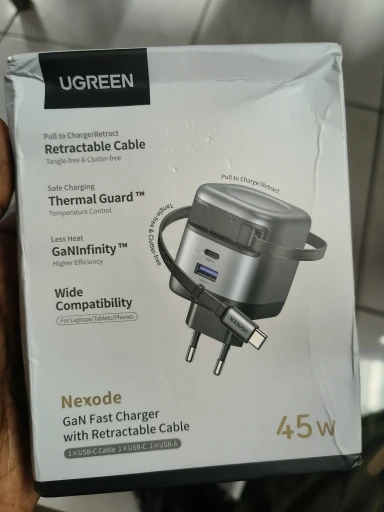 UGREEN
Pull to Charge/Retract
Retractable Cable
Tangle-free & Clutter-free
Safe Charging
Thermal Guard™
Temperature Control
Less Heat
GaNInfinity™
Higher Efficiency
Wide
Compatibility
For Laptops/Tablets/Phones
Pull to Charge/Retract
Tangle-free & Clutter-free
UGREEN
Nexode
GaN Fast Charger
with Retractable Cable
1×USB-C Cable 1×USB-C 1×USB-A
45W